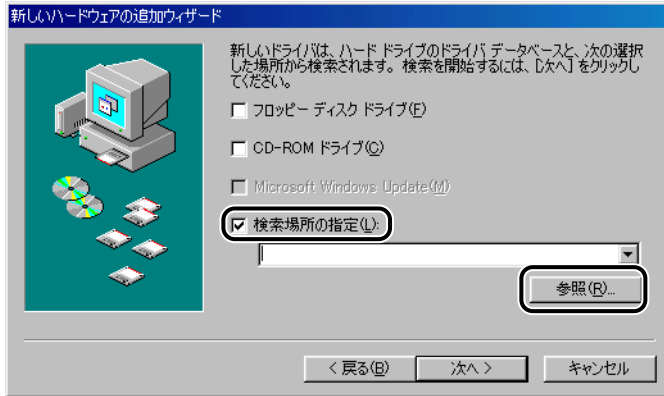 新しいハードウェアの追加ウィザード
新しいドライバは、ハード ドライブのドライバ データベースと、次の選択
した場所から検索されます。検索を開始するには、[次へ] をクリックし
てください。
フロッピー ディスク ドライブ(F)
CD-ROM ドライブ(C)
Microsoft Windows Update(M)
検索場所の指定(L):
参照(R)...
< 戻る(B)
次へ >
キャンセル